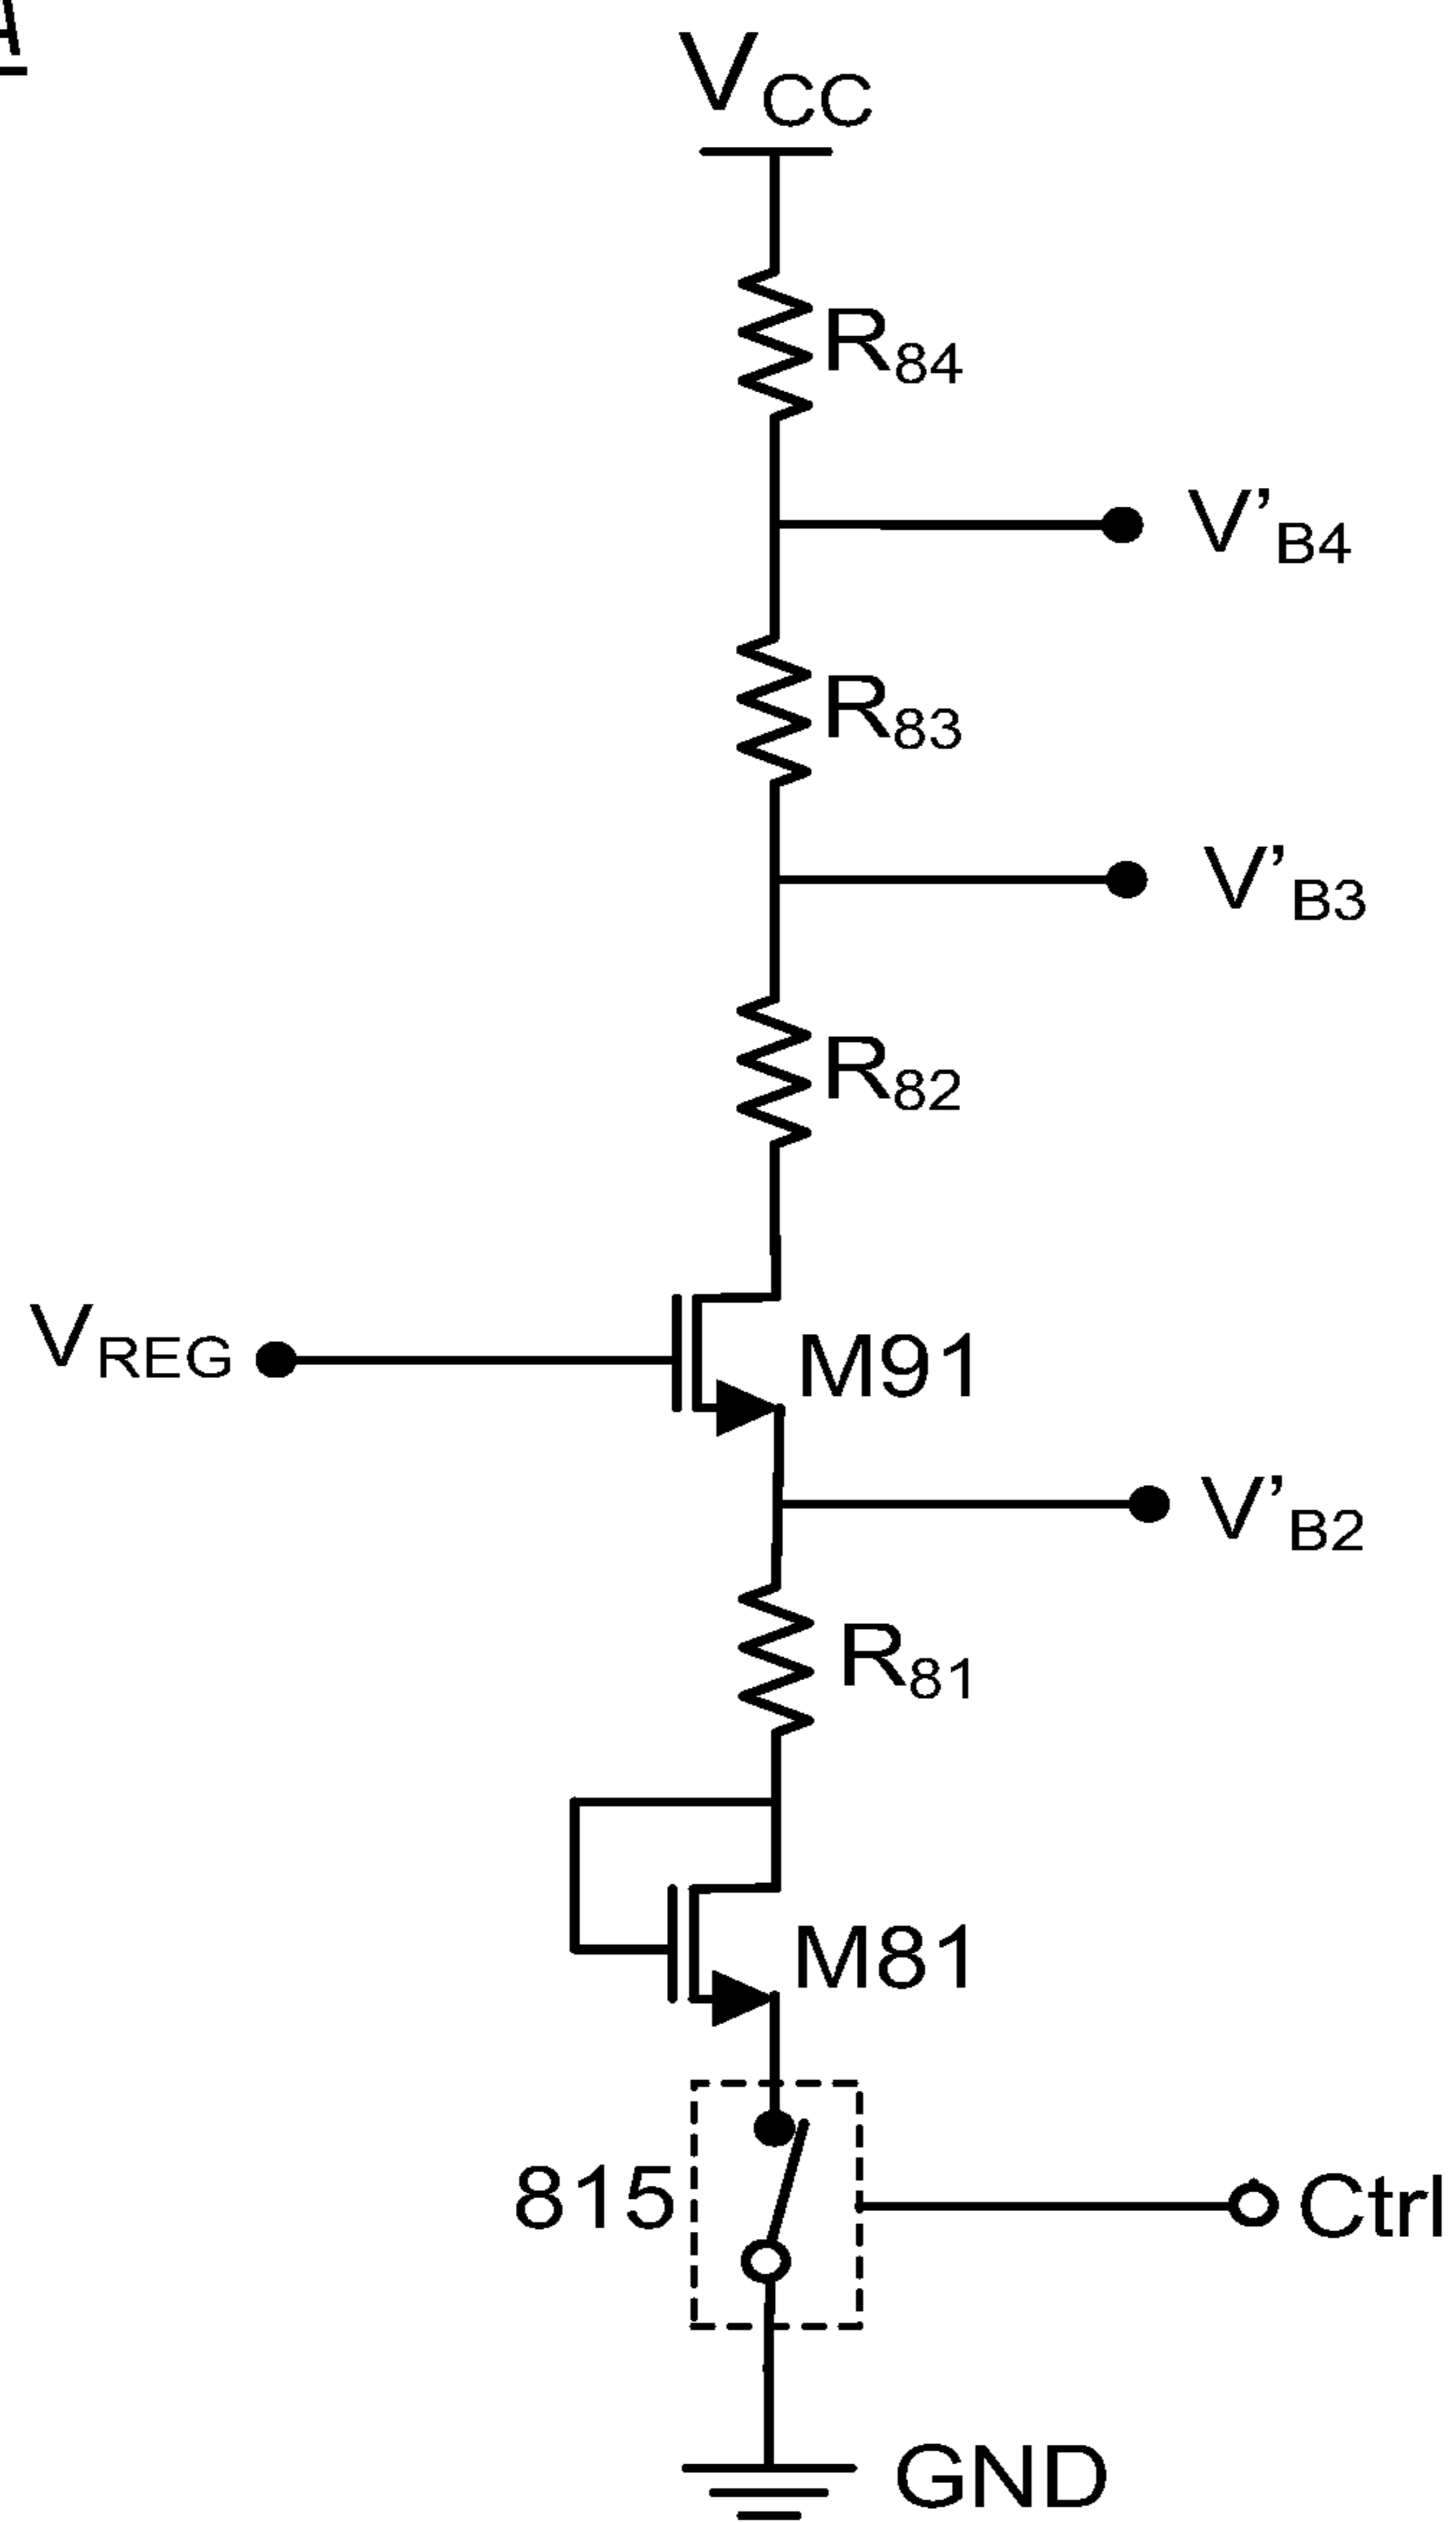 A
VCC
R84
V'B4
R83
V'B3
R82
VREG
M91
V'B2
R81
M81
815
Ctrl
GND